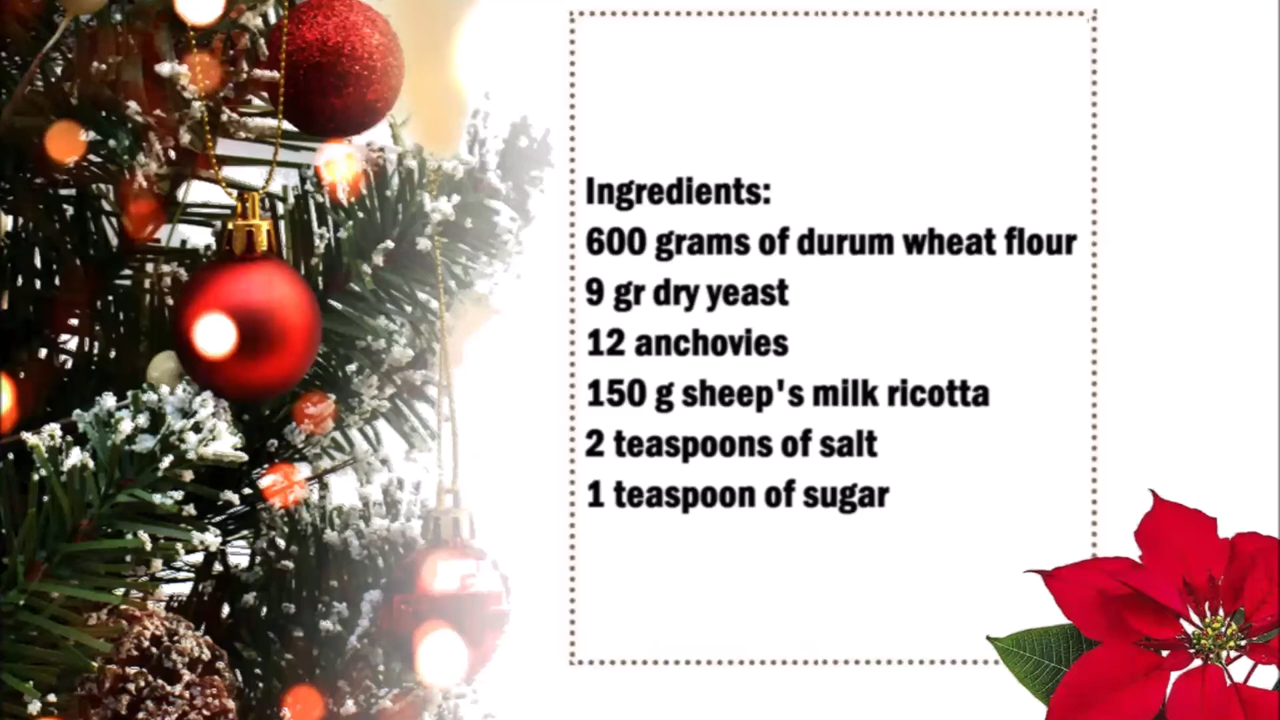 Ingredients:
600 grams of durum wheat flour
9 gr dry yeast
12 anchovies
150 g sheep's milk ricotta
2 teaspoons of salt
1 teaspoon of sugar